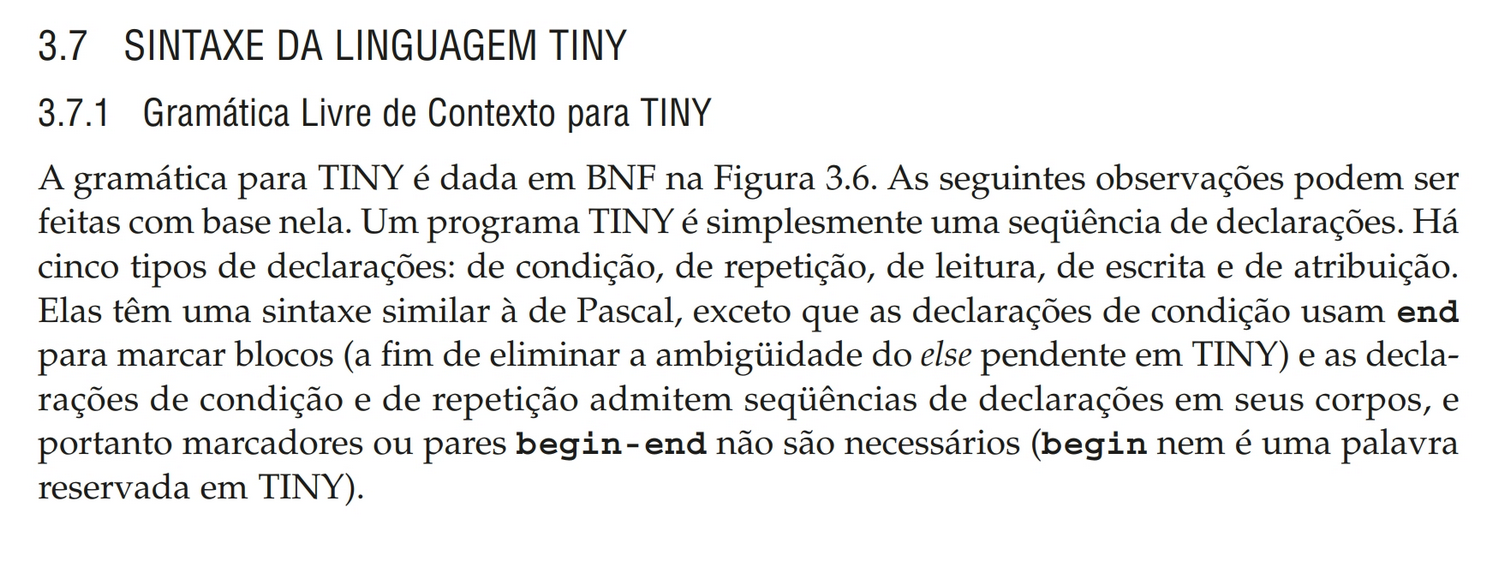 3.7 SINTAXE DA LINGUAGEM TINY
3.7.1 Gramática Livre de Contexto para TINY
A gramática para TINY é dada em BNF na Figura 3.6. As seguintes observações podem ser
feitas com base nela. Um programa TINY é simplesmente uma seqüência de declarações. Há
cinco tipos de declarações: de condição, de repetição, de leitura, de escrita e de atribuição.
Elas têm uma sintaxe similar à de Pascal, exceto que as declarações de condição usam end
para marcar blocos (a fim de eliminar a ambigüidade do else pendente em TINY) e as decla-
rações de condição e de repetição admitem seqüências de declarações em seus corpos, e
portanto marcadores ou pares begin-end não são necessários (begin nem é uma palavra
reservada em TINY).